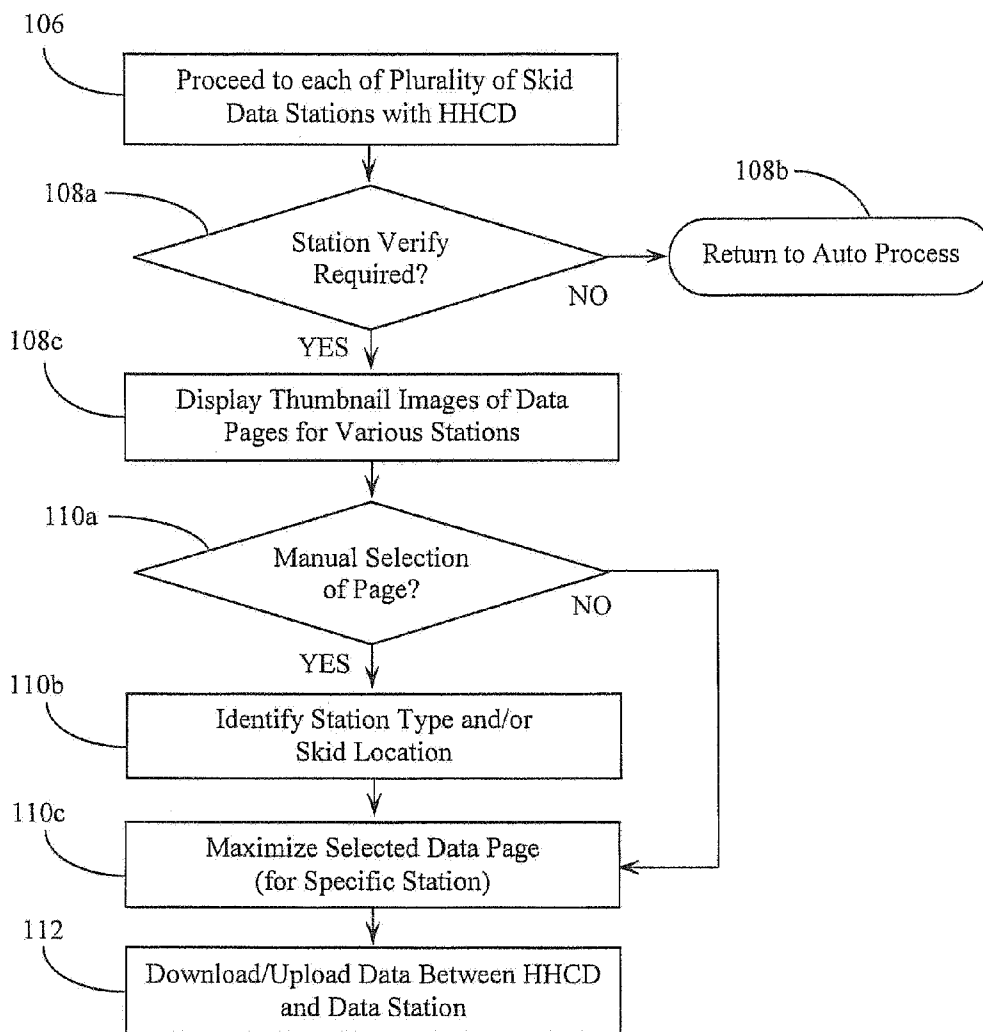 106
Proceed to each of Plurality of Skid
Data Stations with HHCD
108a
Station Verify
Required?
108b
Return to Auto Process
NO
YES
108c
Display Thumbnail Images of Data
Pages for Various Stations
110a
Manual Selection
of Page?
NO
YES
110b
Identify Station Type and/or
Skid Location
110c
Maximize Selected Data Page
(for Specific Station)
112
Download/Upload Data Between HHCD
and Data Station